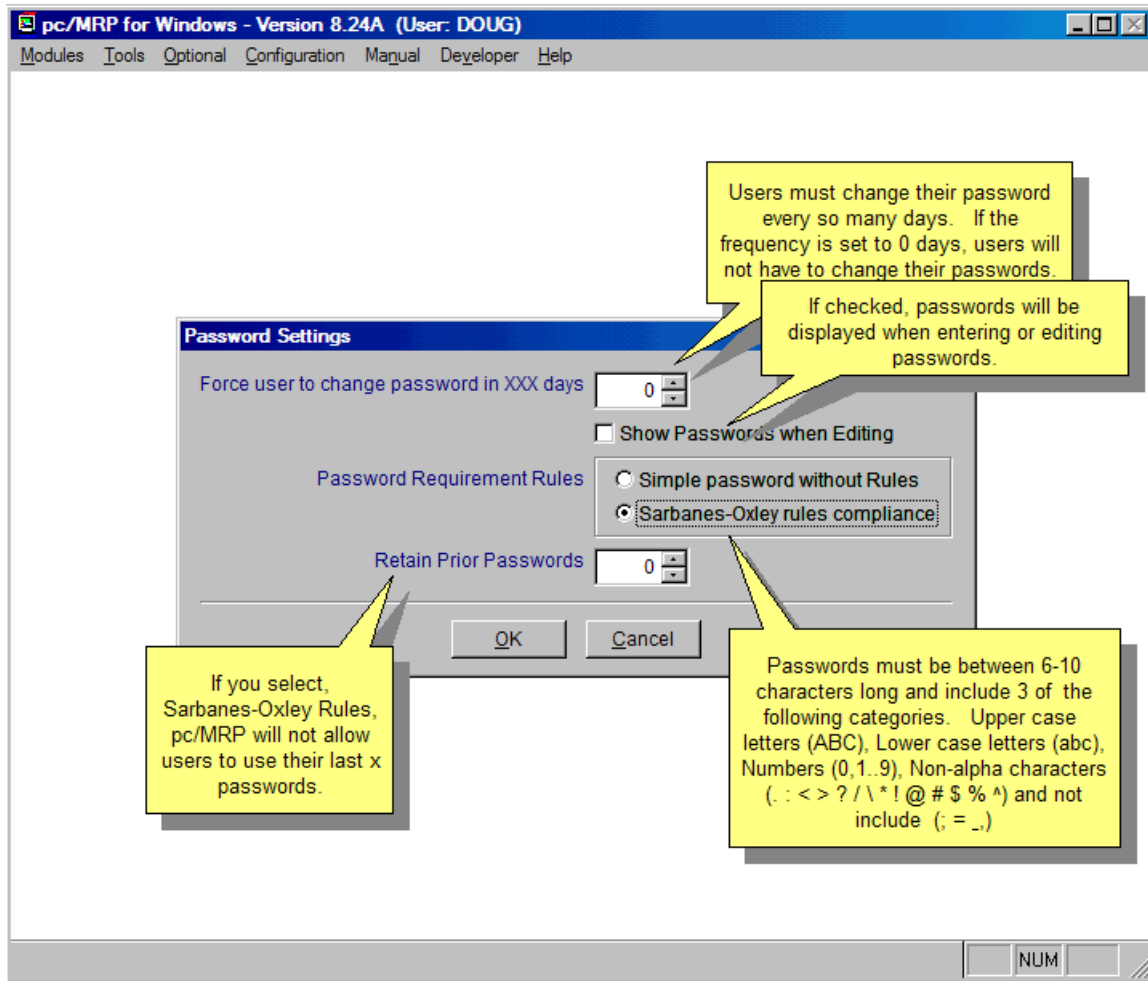 pc/MRP for Windows - Version 8.24A (User: DOUG)
Modules Tools Optional Configuration Manual Developer Help
Users must change their password
every so many days. If the
frequency is set to 0 days, users will
not have to change their passwords.
If checked, passwords will be
displayed when entering or editing
passwords.
Password Settings
Force user to change password in XXX days 0
Show Passwords when Editing
Password Requirement Rules
Simple password without Rules
Sarbanes-Oxley rules compliance
Retain Prior Passwords 0
OK Cancel
If you select,
Sarbanes-Oxley Rules,
pc/MRP will not allow
users to use their last x
passwords.
Passwords must be between 6-10
characters long and include 3 of the
following categories. Upper case
letters (ABC), Lower case letters (abc),
Numbers (0,1..9), Non-alpha characters
(. : < > ? / \ * ! @ # $ % ^) and not
include (; = _,)
NUM